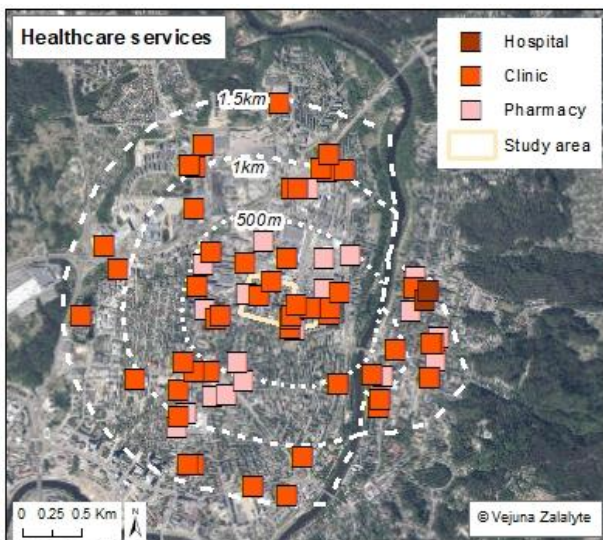 Healthcare services
Hospital
Clinic
Pharmacy
Study area
1.5km
1km
500m
0 0.25 0.5 Km
N
© Vejuna Zalalyte